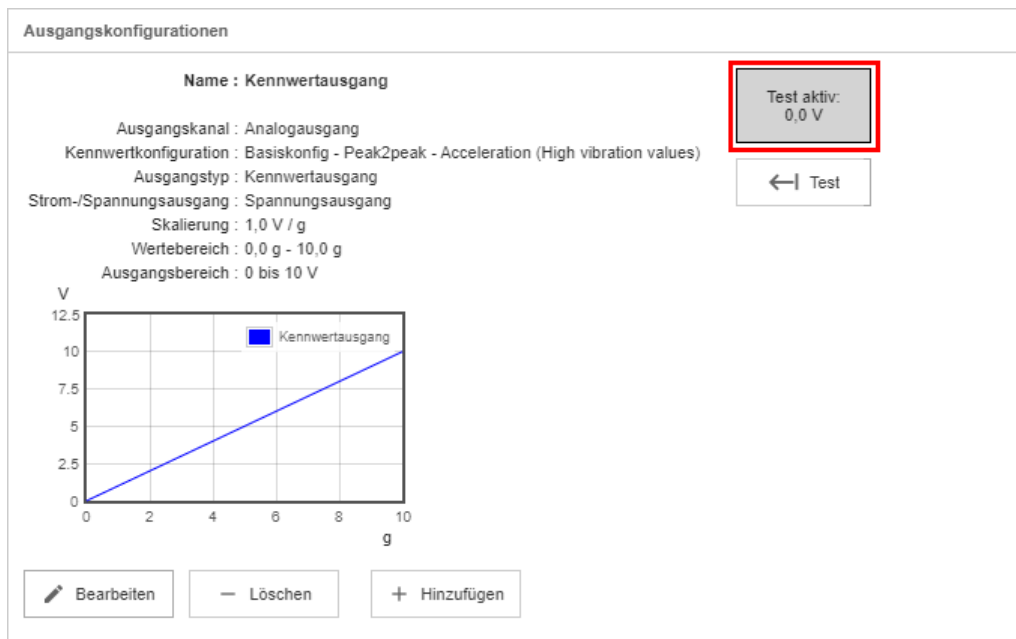 Ausgangskonfigurationen
Name : Kennwertausgang
Ausgangskanal : Analogausgang
Kennwertkonfiguration : Basiskonfig - Peak2peak - Acceleration (High vibration values)
Ausgangstyp : Kennwertausgang
Strom-/Spannungsausgang : Spannungsausgang
Skalierung : 1,0 V / g
Wertebereich : 0,0 g - 10,0 g
Ausgangsbereich : 0 bis 10 V
Test aktiv:
0,0 V
Test
V
12.5
10
7.5
5
2.5
0
Kennwertausgang
0 2 4 6 8 10
g
Bearbeiten
Löschen
Hinzufügen